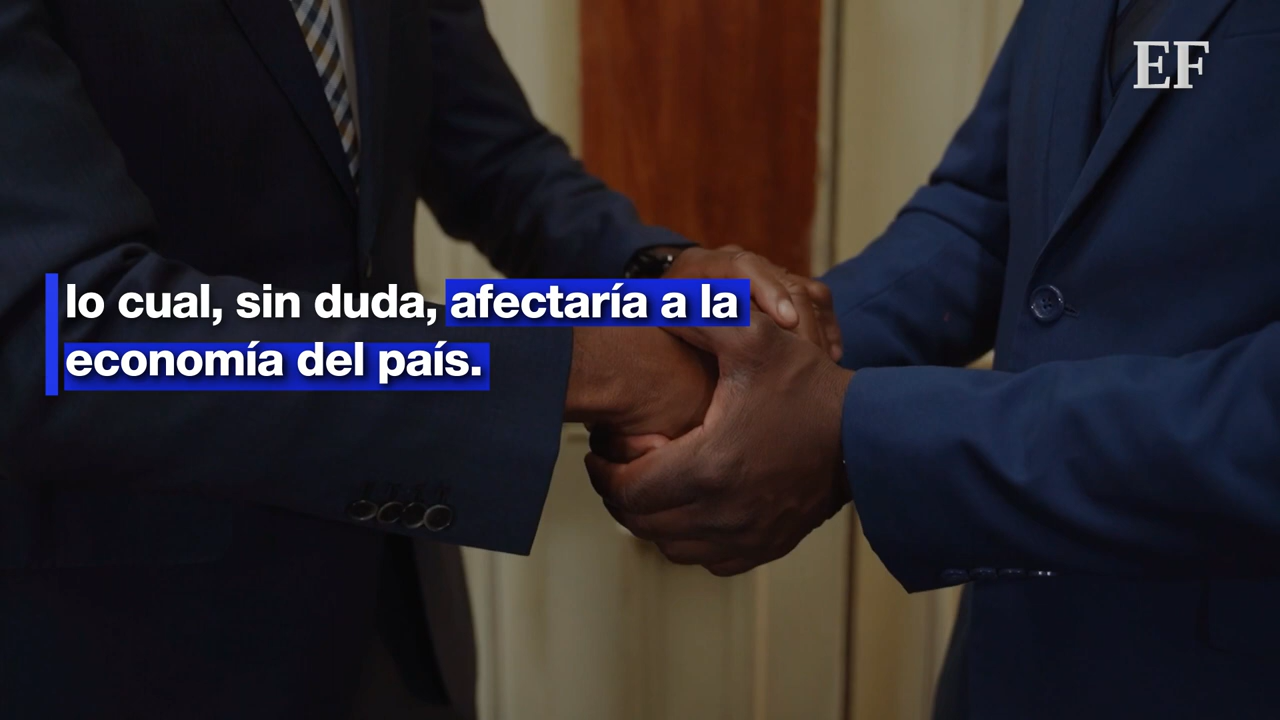 EF
lo cual, sin duda, afectaría a la
economía del país.